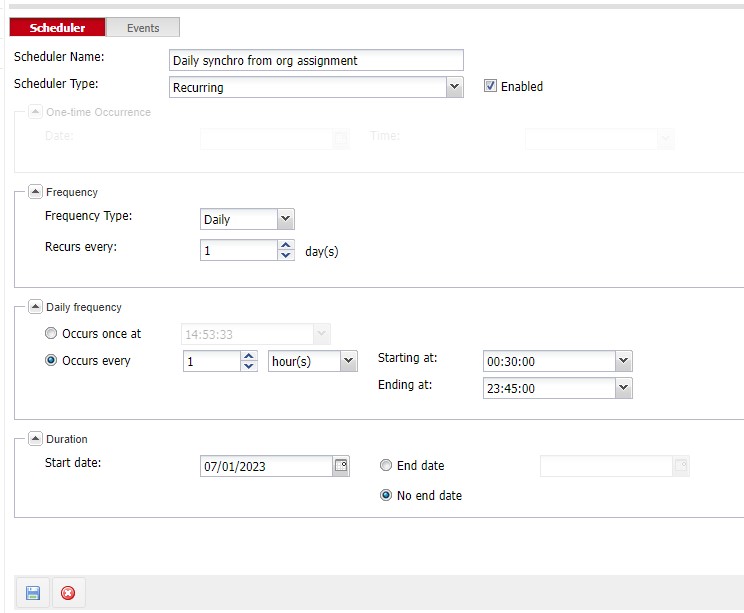 Scheduler Events
Scheduler Name: Daily synchro from org assignment
Scheduler Type: Recurring Enabled
One-time Occurrence
Date: Time:
Frequency
Frequency Type: Daily
Recurs every: 1 day(s)
Daily frequency
Occurs once at 14:53:33
Occurs every 1 hour(s) Starting at: 00:30:00
Ending at: 23:45:00
Duration
Start date: 07/01/2023 End date
No end date